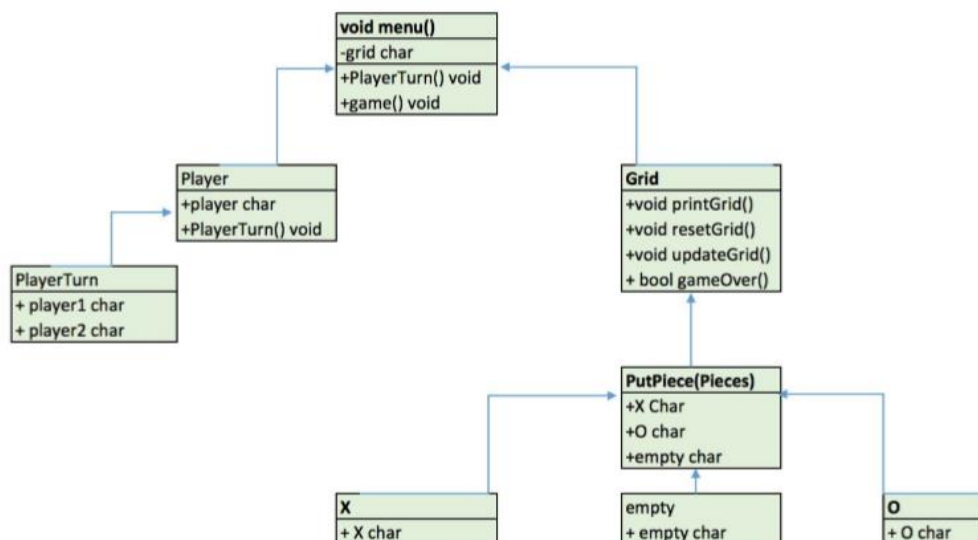 void menu()
-grid char
+PlayerTurn() void
+game() void
Player
+player char
+PlayerTurn() void
Grid
+void printGrid()
+void resetGrid()
+void updateGrid()
+ bool gameOver()
PlayerTurn
+ player1 char
+ player2 char
PutPiece(Pieces)
+X Char
+O char
+empty char
X
+ X char
empty
+ empty char
O
+ O char